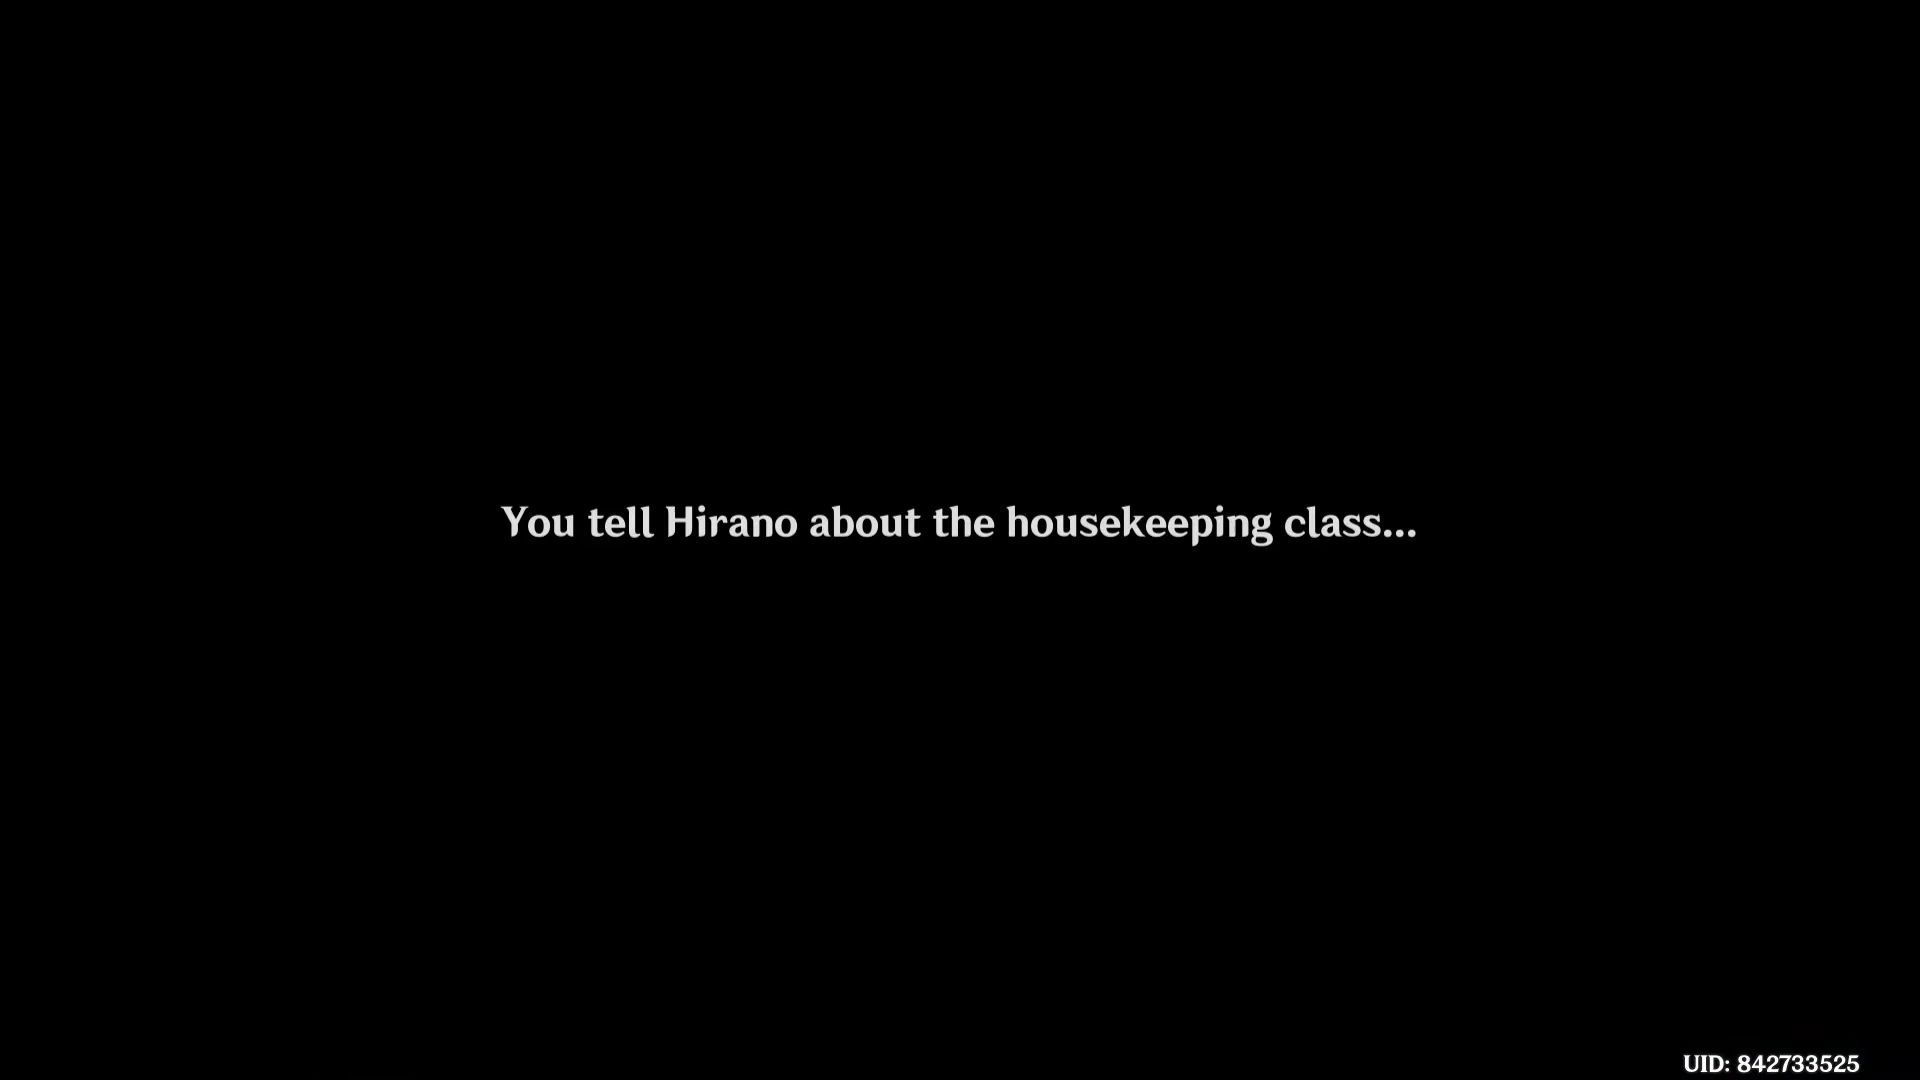 You tell Hirano about the housekeeping class...
UID: 842733525